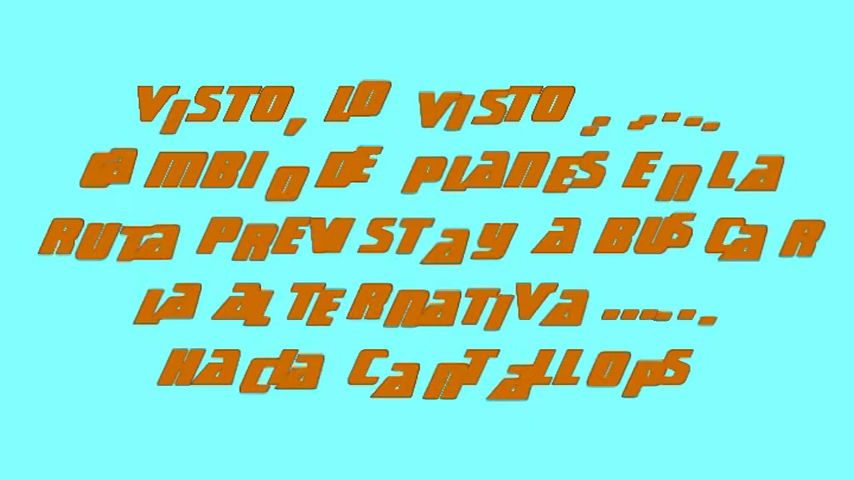 VISTO, LO VISTO , ......
CAMBIO DE PLANES EN LA
RUTA PREVISTA Y A BUSCAR
LA ALTERNATIVA .......
HACIA CANTALLOPS